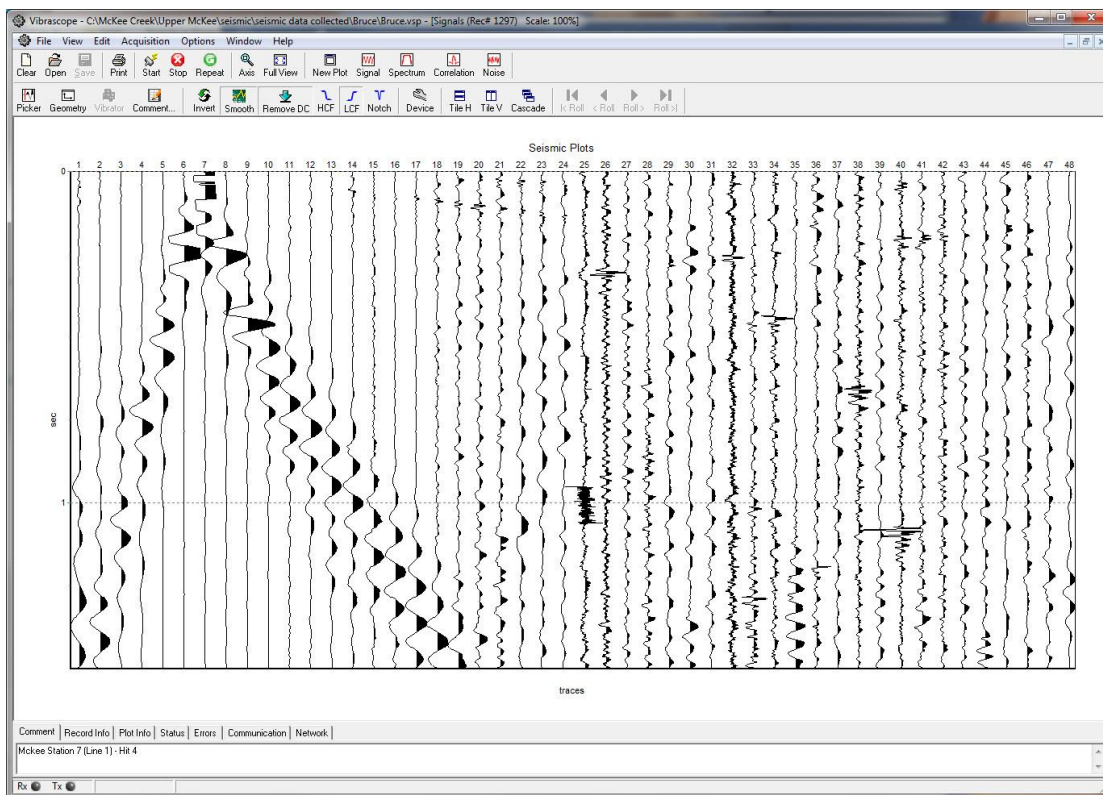 Vibrascope - C:\McKee Creek\Upper McKee\seismic\seismic data collected\Bruce\Bruce.vsp - [Signals (Rec# 1297) Scale: 100%]
File View Edit Acquisition Options Window Help
Clear Open Save Print Start Stop Repeat Axis Full View New Plot Signal Spectrum Correlation Noise
Picker Geometry Vibrator Comment... Invert Smooth Remove DC HCF LCF Notch Device Tile H Tile V Cascade |< Roll < Roll Roll > Roll >|
Seismic Plots
1 2 3 4 5 6 7 8 9 10 11 12 13 14 15 16 17 18 19 20 21 22 23 24 25 26 27 28 29 30 31 32 33 34 35 36 37 38 39 40 41 42 43 44 45 46 47 48
0
sec
1
traces
Comment Record Info Plot Info Status Errors Communication Network
Mckee Station 7 (Line 1) - Hit 4
Rx Tx